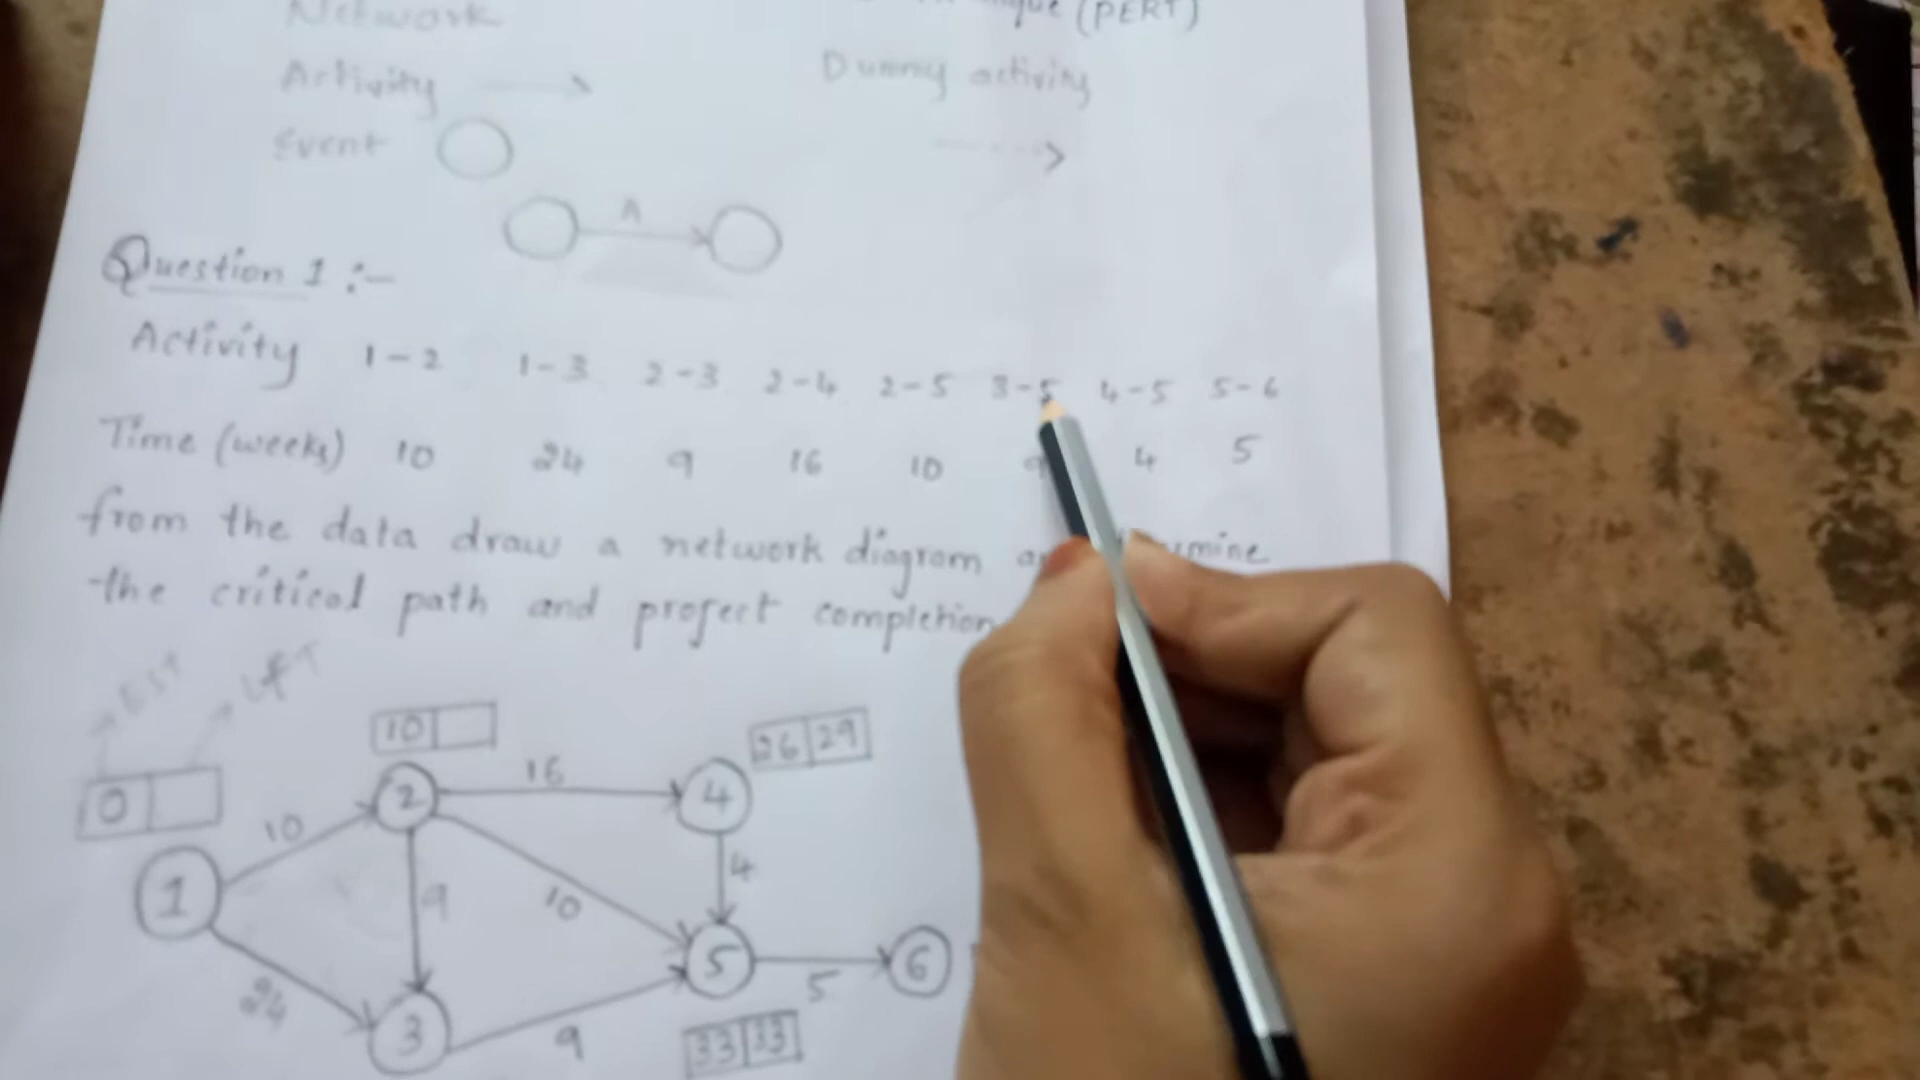 Network (PERT)
Activity Dummy activity
Event
A
Question 1 :-
Activity 1-2 1-3 2-3 2-4 2-5 3-5 4-5 5-6
Time (weeks) 10 24 9 16 10 9 4 5
from the data draw a network diagram
the critical path and project completion
EST LFT
10
26 29
0
16
2 4
10
4
1 9 10
5 6
5
24
3 9
33 33